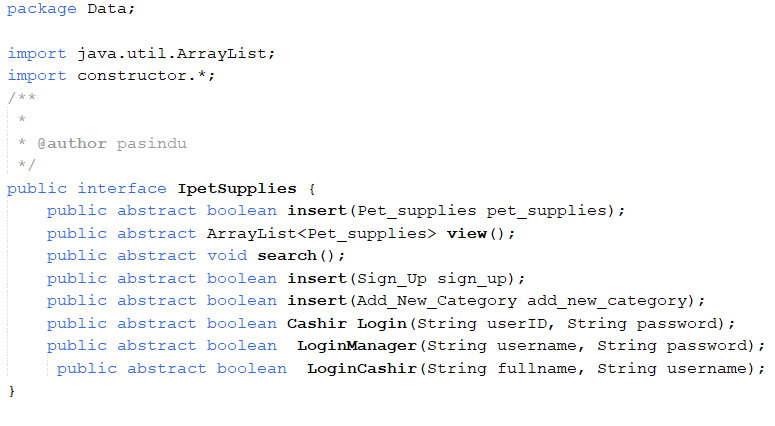 package Data;
import java.util.ArrayList;
import constructor.*;
/**
 *
 * @author pasindu
 */
public interface IpetSupplies {
    public abstract boolean insert(Pet_supplies pet_supplies);
    public abstract ArrayList<Pet_supplies> view();
    public abstract void search();
    public abstract boolean insert(Sign_Up sign_up);
    public abstract boolean insert(Add_New_Category add_new_category);
    public abstract boolean Cashir Login(String userID, String password);
    public abstract boolean  LoginManager(String username, String password);
     public abstract boolean  LoginCashir(String fullname, String username);
}